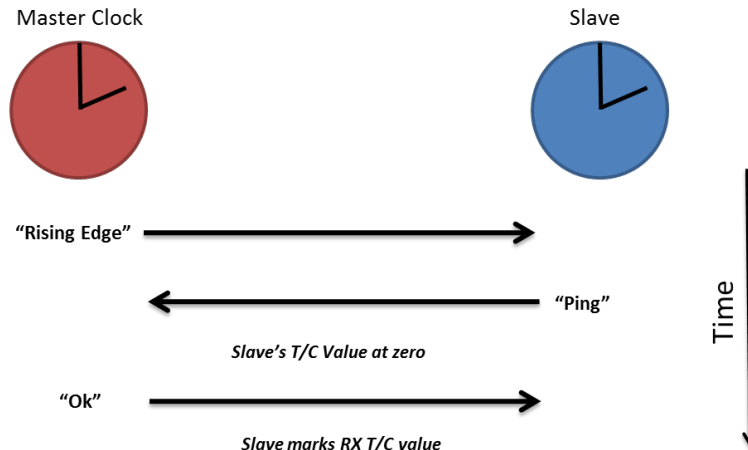 Master Clock
Slave
“Rising Edge”
“Ping”
Time
Slave’s T/C Value at zero
“Ok”
Slave marks RX T/C value